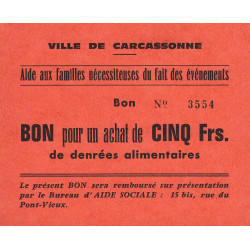 VILLE DE CARCASSONNE
Aide aux familles nécessiteuses du fait des événements
Bon No 3554
BON pour un achat de CINQ Frs.
de denrées alimentaires
Le présent BON sera remboursé sur présentation
par le Bureau d'AIDE SOCIALE : 15 bis, rue du
Pont-Vieux.